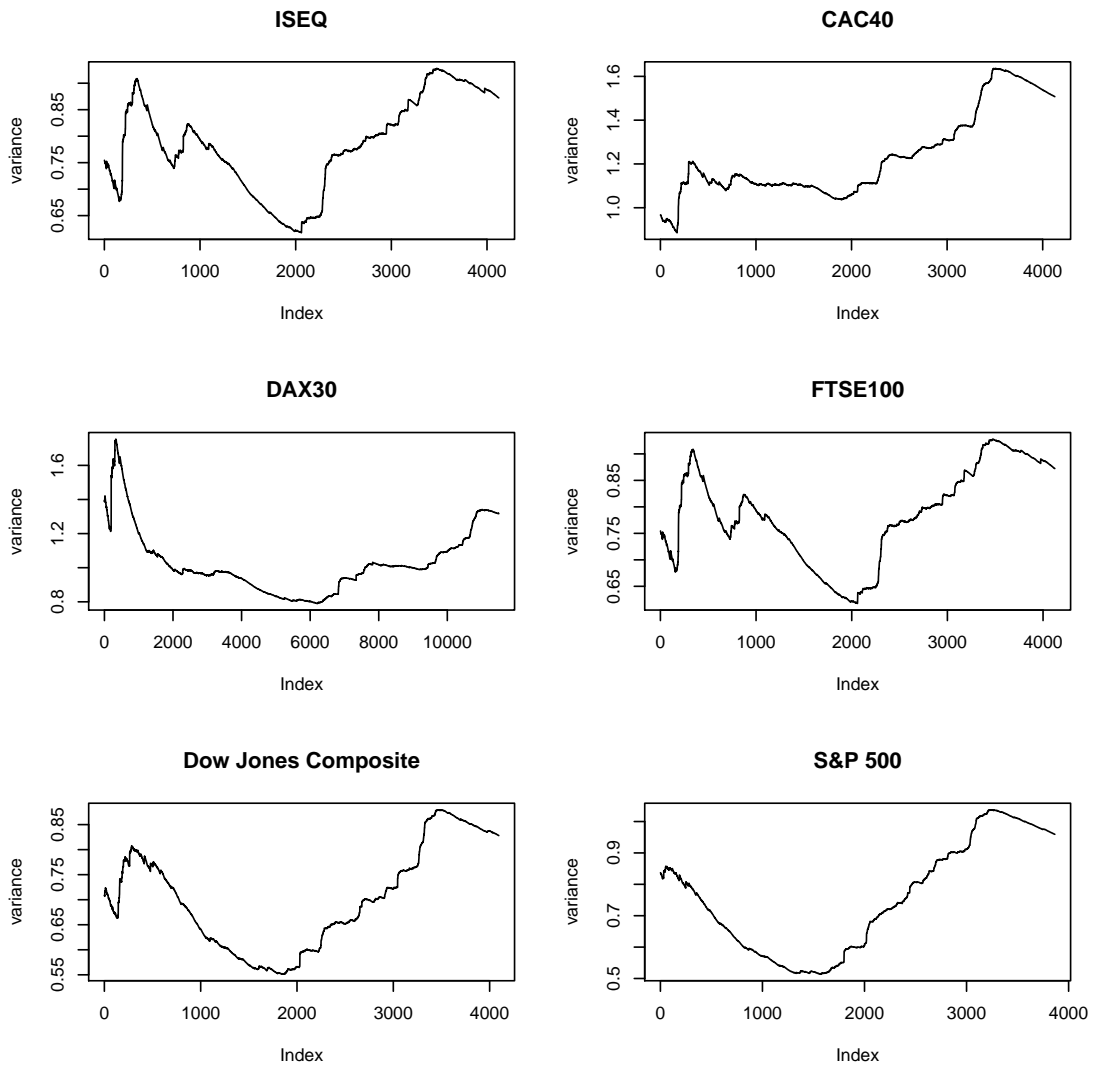 ISEQ
variance
0.65 0.75 0.85
0 1000 2000 3000 4000
Index
CAC40
variance
1.0 1.2 1.4 1.6
0 1000 2000 3000 4000
Index
DAX30
variance
0.8 1.2 1.6
0 2000 4000 6000 8000 10000
Index
FTSE100
variance
0.65 0.75 0.85
0 1000 2000 3000 4000
Index
Dow Jones Composite
variance
0.55 0.65 0.75 0.85
0 1000 2000 3000 4000
Index
S&P 500
variance
0.5 0.7 0.9
0 1000 2000 3000 4000
Index